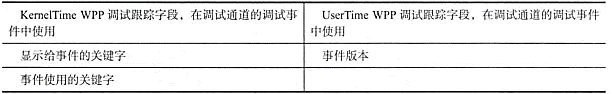 KernelTime WPP 调试跟踪字段，在调试通道的调试事
件中使用
UserTime WPP 调试跟踪字段，在调试通道的调试事件
中使用
显示给事件的关键字
事件版本
事件使用的关键字